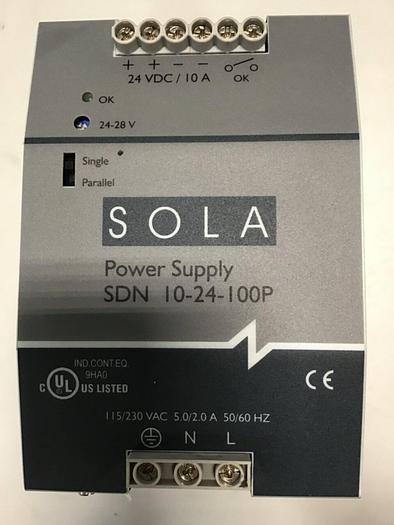 + + − −
24 VDC / 10 A
OK
OK
24-28 V
Single
Parallel
SOLA
Power Supply
SDN 10-24-100P
IND.CONT.EQ.
9HA0
C UL US LISTED
CE
115/230 VAC 5.0/2.0 A 50/60 HZ
N L